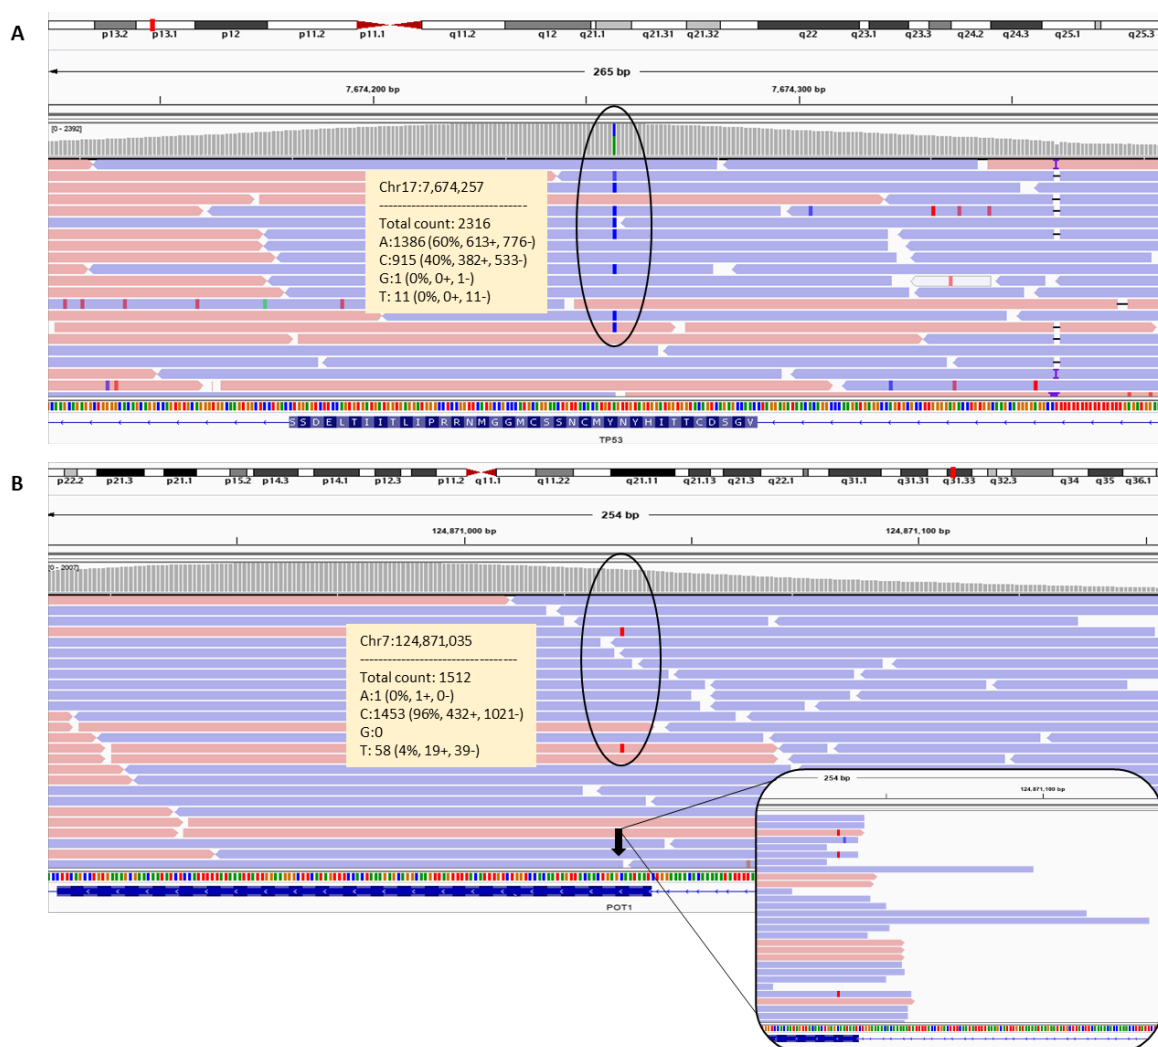 A
p13.2 p13.1 p12 p11.2 p11.1 q11.2 q12 q21.1 q21.31 q21.32 q22 q23.1 q23.3 q24.2 q24.3 q25.1 q25.3
265 bp
7,674,200 bp 7,674,300 bp
[0 - 2392]
Chr17:7,674,257
------------------------------
Total count: 2316
A:1386 (60%, 613+, 776-)
C:915 (40%, 382+, 533-)
G:1 (0%, 0+, 1-)
T: 11 (0%, 0+, 11-)
S S D E L T I I T L I P R R N M G G M C S S N C M Y N Y H I T T C D S G V
TP53
B
p22.2 p21.3 p21.1 p15.2 p14.3 p14.1 p12.3 p11.2 q11.1 q11.22 q21.11 q21.13 q21.3 q22.1 q31.1 q31.31 q31.33 q32.3 q34 q35 q36.1
254 bp
124,871,000 bp 124,871,100 bp
[0 - 2007]
Chr7:124,871,035
----------------------------------
Total count: 1512
A:1 (0%, 1+, 0-)
C:1453 (96%, 432+, 1021-)
G:0
T: 58 (4%, 19+, 39-)
POT1
254 bp
124,871,100 bp